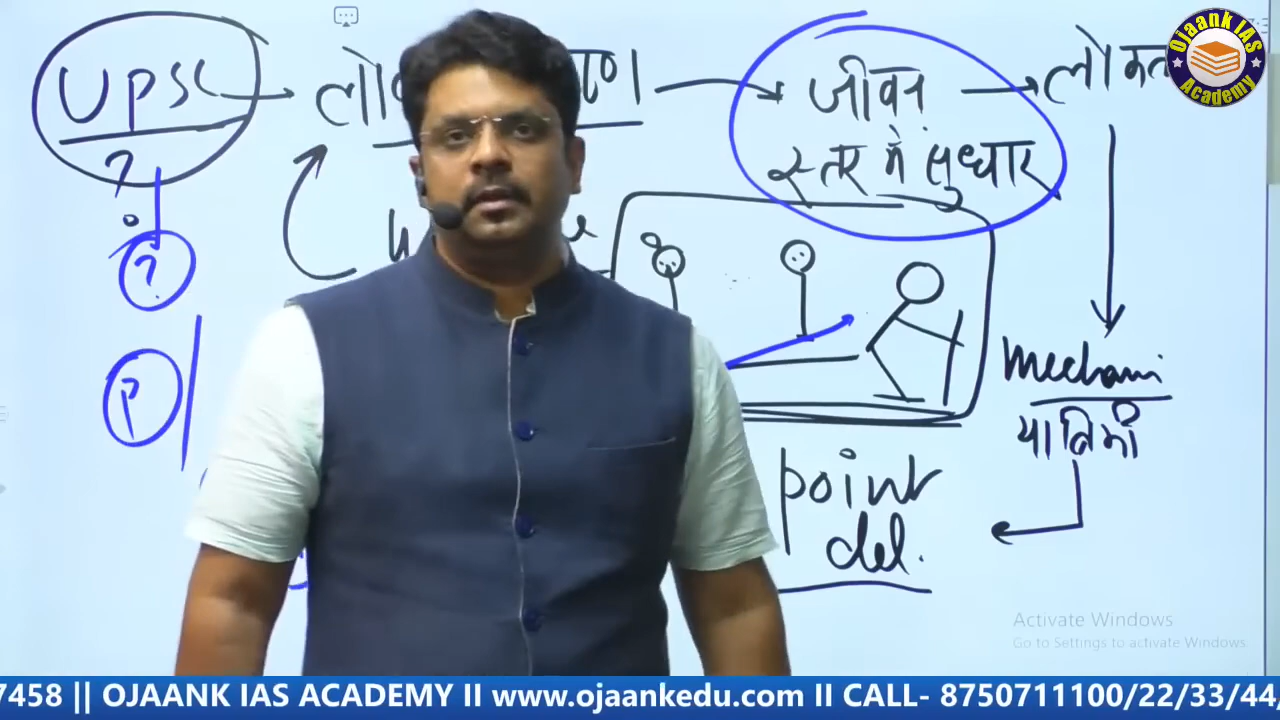 UPSC → → जीवन → लोकत
स्तर में सुधार
?
?
P
mechani
point
del.
Ojaank IAS
Academy
Activate Windows
Go to Settings to activate Windows.
7458 || OJAANK IAS ACADEMY II www.ojaankedu.com II CALL- 8750711100/22/33/44,